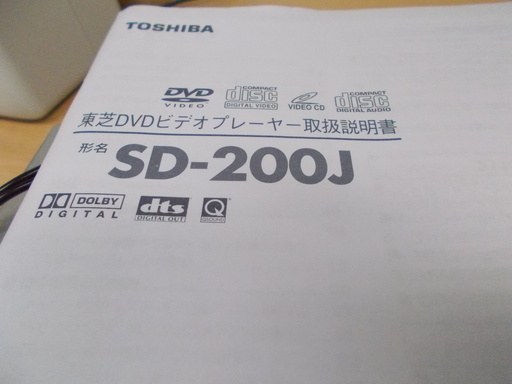 TOSHIBA
DVD VIDEO COMPACT disc DIGITAL VIDEO VIDEO CD COMPACT disc DIGITAL AUDIO
東芝DVDビデオプレーヤー取扱説明書
形名 SD-200J
DOLBY DIGITAL dts DIGITAL OUT Q QSOUND